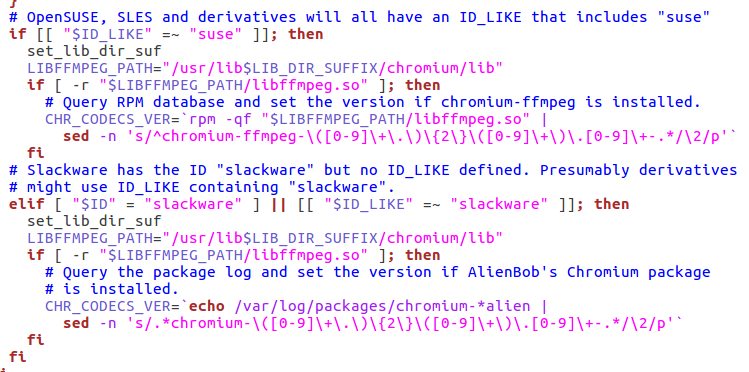 }
# OpenSUSE, SLES and derivatives will all have an ID_LIKE that includes "suse"
if [[ "$ID_LIKE" =~ "suse" ]]; then
  set_lib_dir_suf
  LIBFFMPEG_PATH="/usr/lib$LIB_DIR_SUFFIX/chromium/lib"
  if [ -r "$LIBFFMPEG_PATH/libffmpeg.so" ]; then
    # Query RPM database and set the version if chromium-ffmpeg is installed.
    CHR_CODECS_VER=`rpm -qf "$LIBFFMPEG_PATH/libffmpeg.so" |
      sed -n 's/^chromium-ffmpeg-\([0-9]\+\.\)\{2\}\([0-9]\+\)\.[0-9]\+-.*/\2/p'`
  fi
# Slackware has the ID "slackware" but no ID_LIKE defined. Presumably derivatives
# might use ID_LIKE containing "slackware".
elif [ "$ID" = "slackware" ] || [[ "$ID_LIKE" =~ "slackware" ]]; then
  set_lib_dir_suf
  LIBFFMPEG_PATH="/usr/lib$LIB_DIR_SUFFIX/chromium/lib"
  if [ -r "$LIBFFMPEG_PATH/libffmpeg.so" ]; then
    # Query the package log and set the version if AlienBob's Chromium package
    # is installed.
    CHR_CODECS_VER=`echo /var/log/packages/chromium-*alien |
      sed -n 's/.*chromium-\([0-9]\+\.\)\{2\}\([0-9]\+\)\.[0-9]\+-.*/\2/p'`
  fi
fi